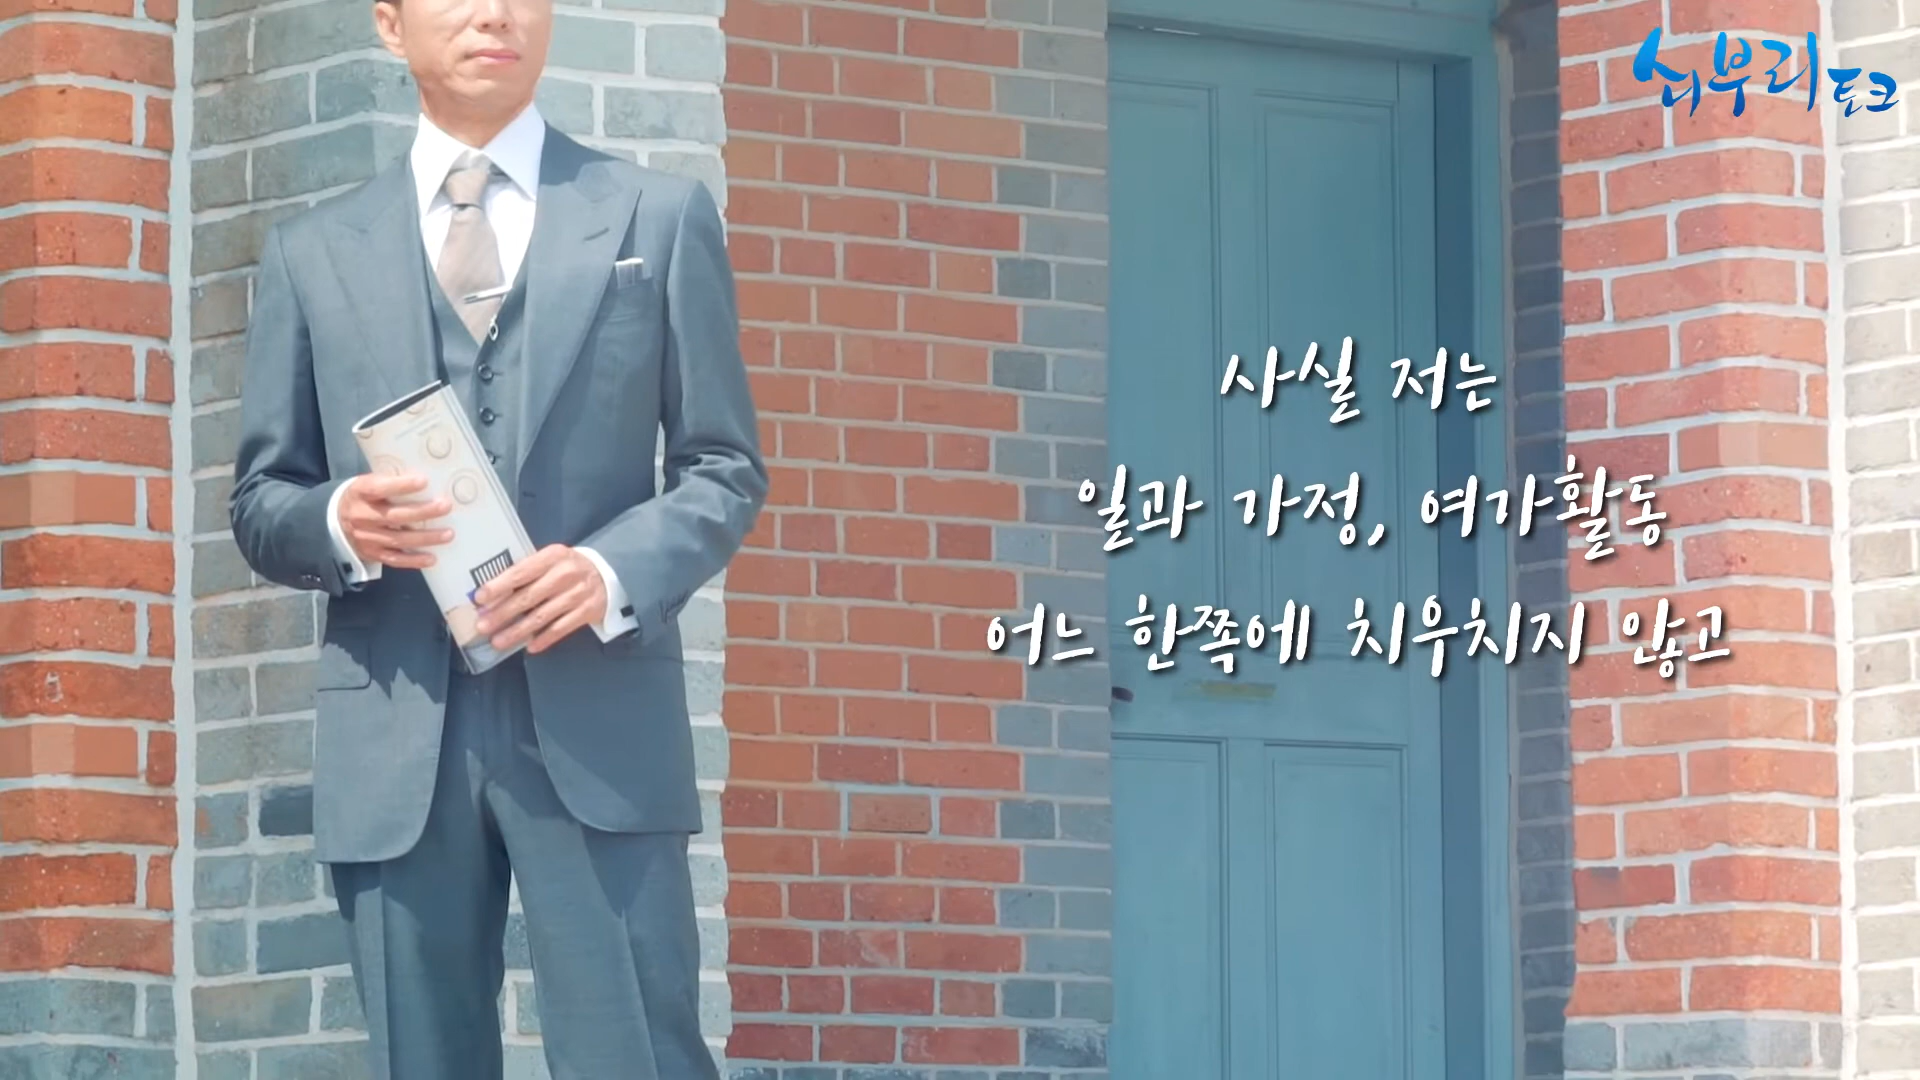 쇠부리토크
사실 저는
일과 가정, 여가활동
어느 한쪽에 치우치지 않고